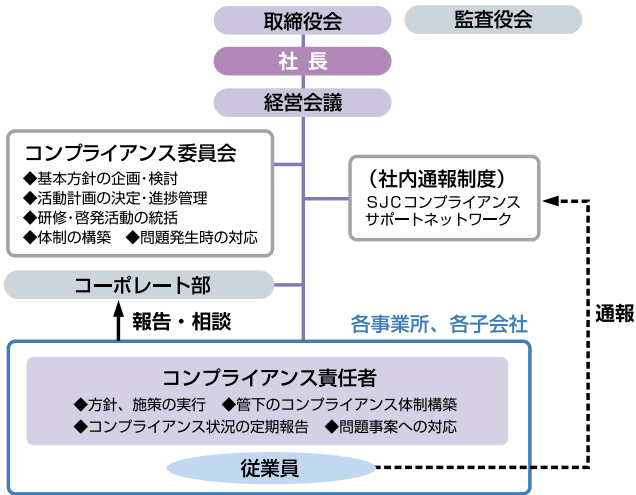 取締役会
監査役会
社長
経営会議
コンプライアンス委員会
◆基本方針の企画・検討
◆活動計画の決定・進捗管理
◆研修・啓発活動の統括
◆体制の構築　◆問題発生時の対応
（社内通報制度）
ＳＪＣコンプライアンス
サポートネットワーク
コーポレート部
報告・相談
各事業所、各子会社
通報
コンプライアンス責任者
◆方針、施策の実行　◆管下のコンプライアンス体制構築
◆コンプライアンス状況の定期報告　◆問題事案への対応
従業員